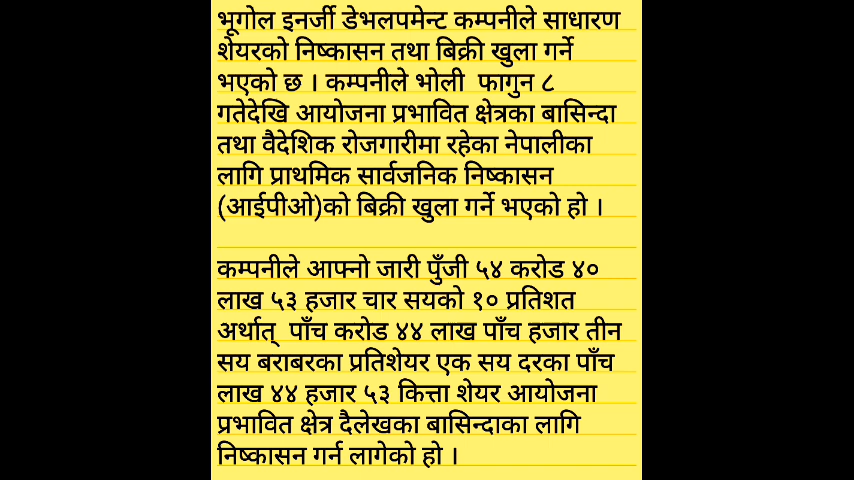 भूगोल इनर्जी डेभलपमेन्ट कम्पनीले साधारण
शेयरको निष्कासन तथा बिक्री खुला गर्ने
भएको छ । कम्पनीले भोली  फागुन ८
गतेदेखि आयोजना प्रभावित क्षेत्रका बासिन्दा
तथा वैदेशिक रोजगारीमा रहेका नेपालीका
लागि प्राथमिक सार्वजनिक निष्कासन
(आईपीओ)को बिक्री खुला गर्ने भएको हो ।
कम्पनीले आफ्नो जारी पुँजी ५४ करोड ४०
लाख ५३ हजार चार सयको १० प्रतिशत
अर्थात्  पाँच करोड ४४ लाख पाँच हजार तीन
सय बराबरका प्रतिशेयर एक सय दरका पाँच
लाख ४४ हजार ५३ कित्ता शेयर आयोजना
प्रभावित क्षेत्र दैलेखका बासिन्दाका लागि
निष्कासन गर्न लागेको हो ।